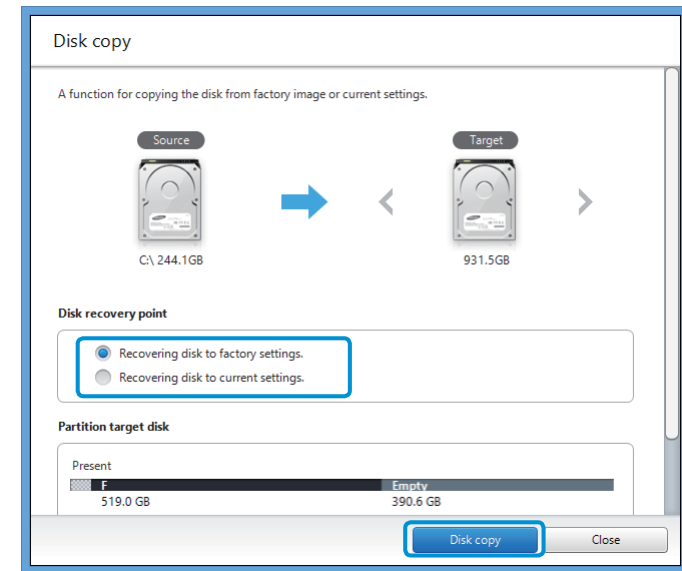 Disk copy
A function for copying the disk from factory image or current settings.
Source
Target
C:\ 244.1GB
931.5GB
Disk recovery point
Recovering disk to factory settings.
Recovering disk to current settings.
Partition target disk
Present
F
Empty
519.0 GB
390.6 GB
Disk copy
Close